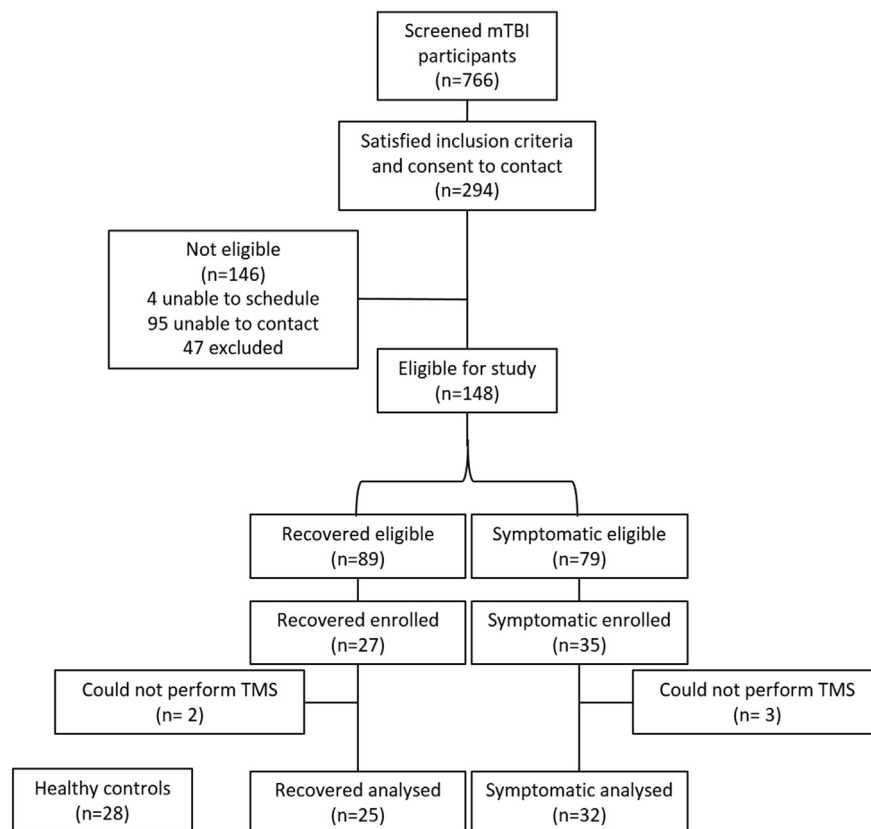 Screened mTBI
participants
(n=766)
Satisfied inclusion criteria
and consent to contact
(n=294)
Not eligible
(n=146)
4 unable to schedule
95 unable to contact
47 excluded
Eligible for study
(n=148)
Recovered eligible
(n=89)
Symptomatic eligible
(n=79)
Recovered enrolled
(n=27)
Symptomatic enrolled
(n=35)
Could not perform TMS
(n= 2)
Could not perform TMS
(n= 3)
Healthy controls
(n=28)
Recovered analysed
(n=25)
Symptomatic analysed
(n=32)